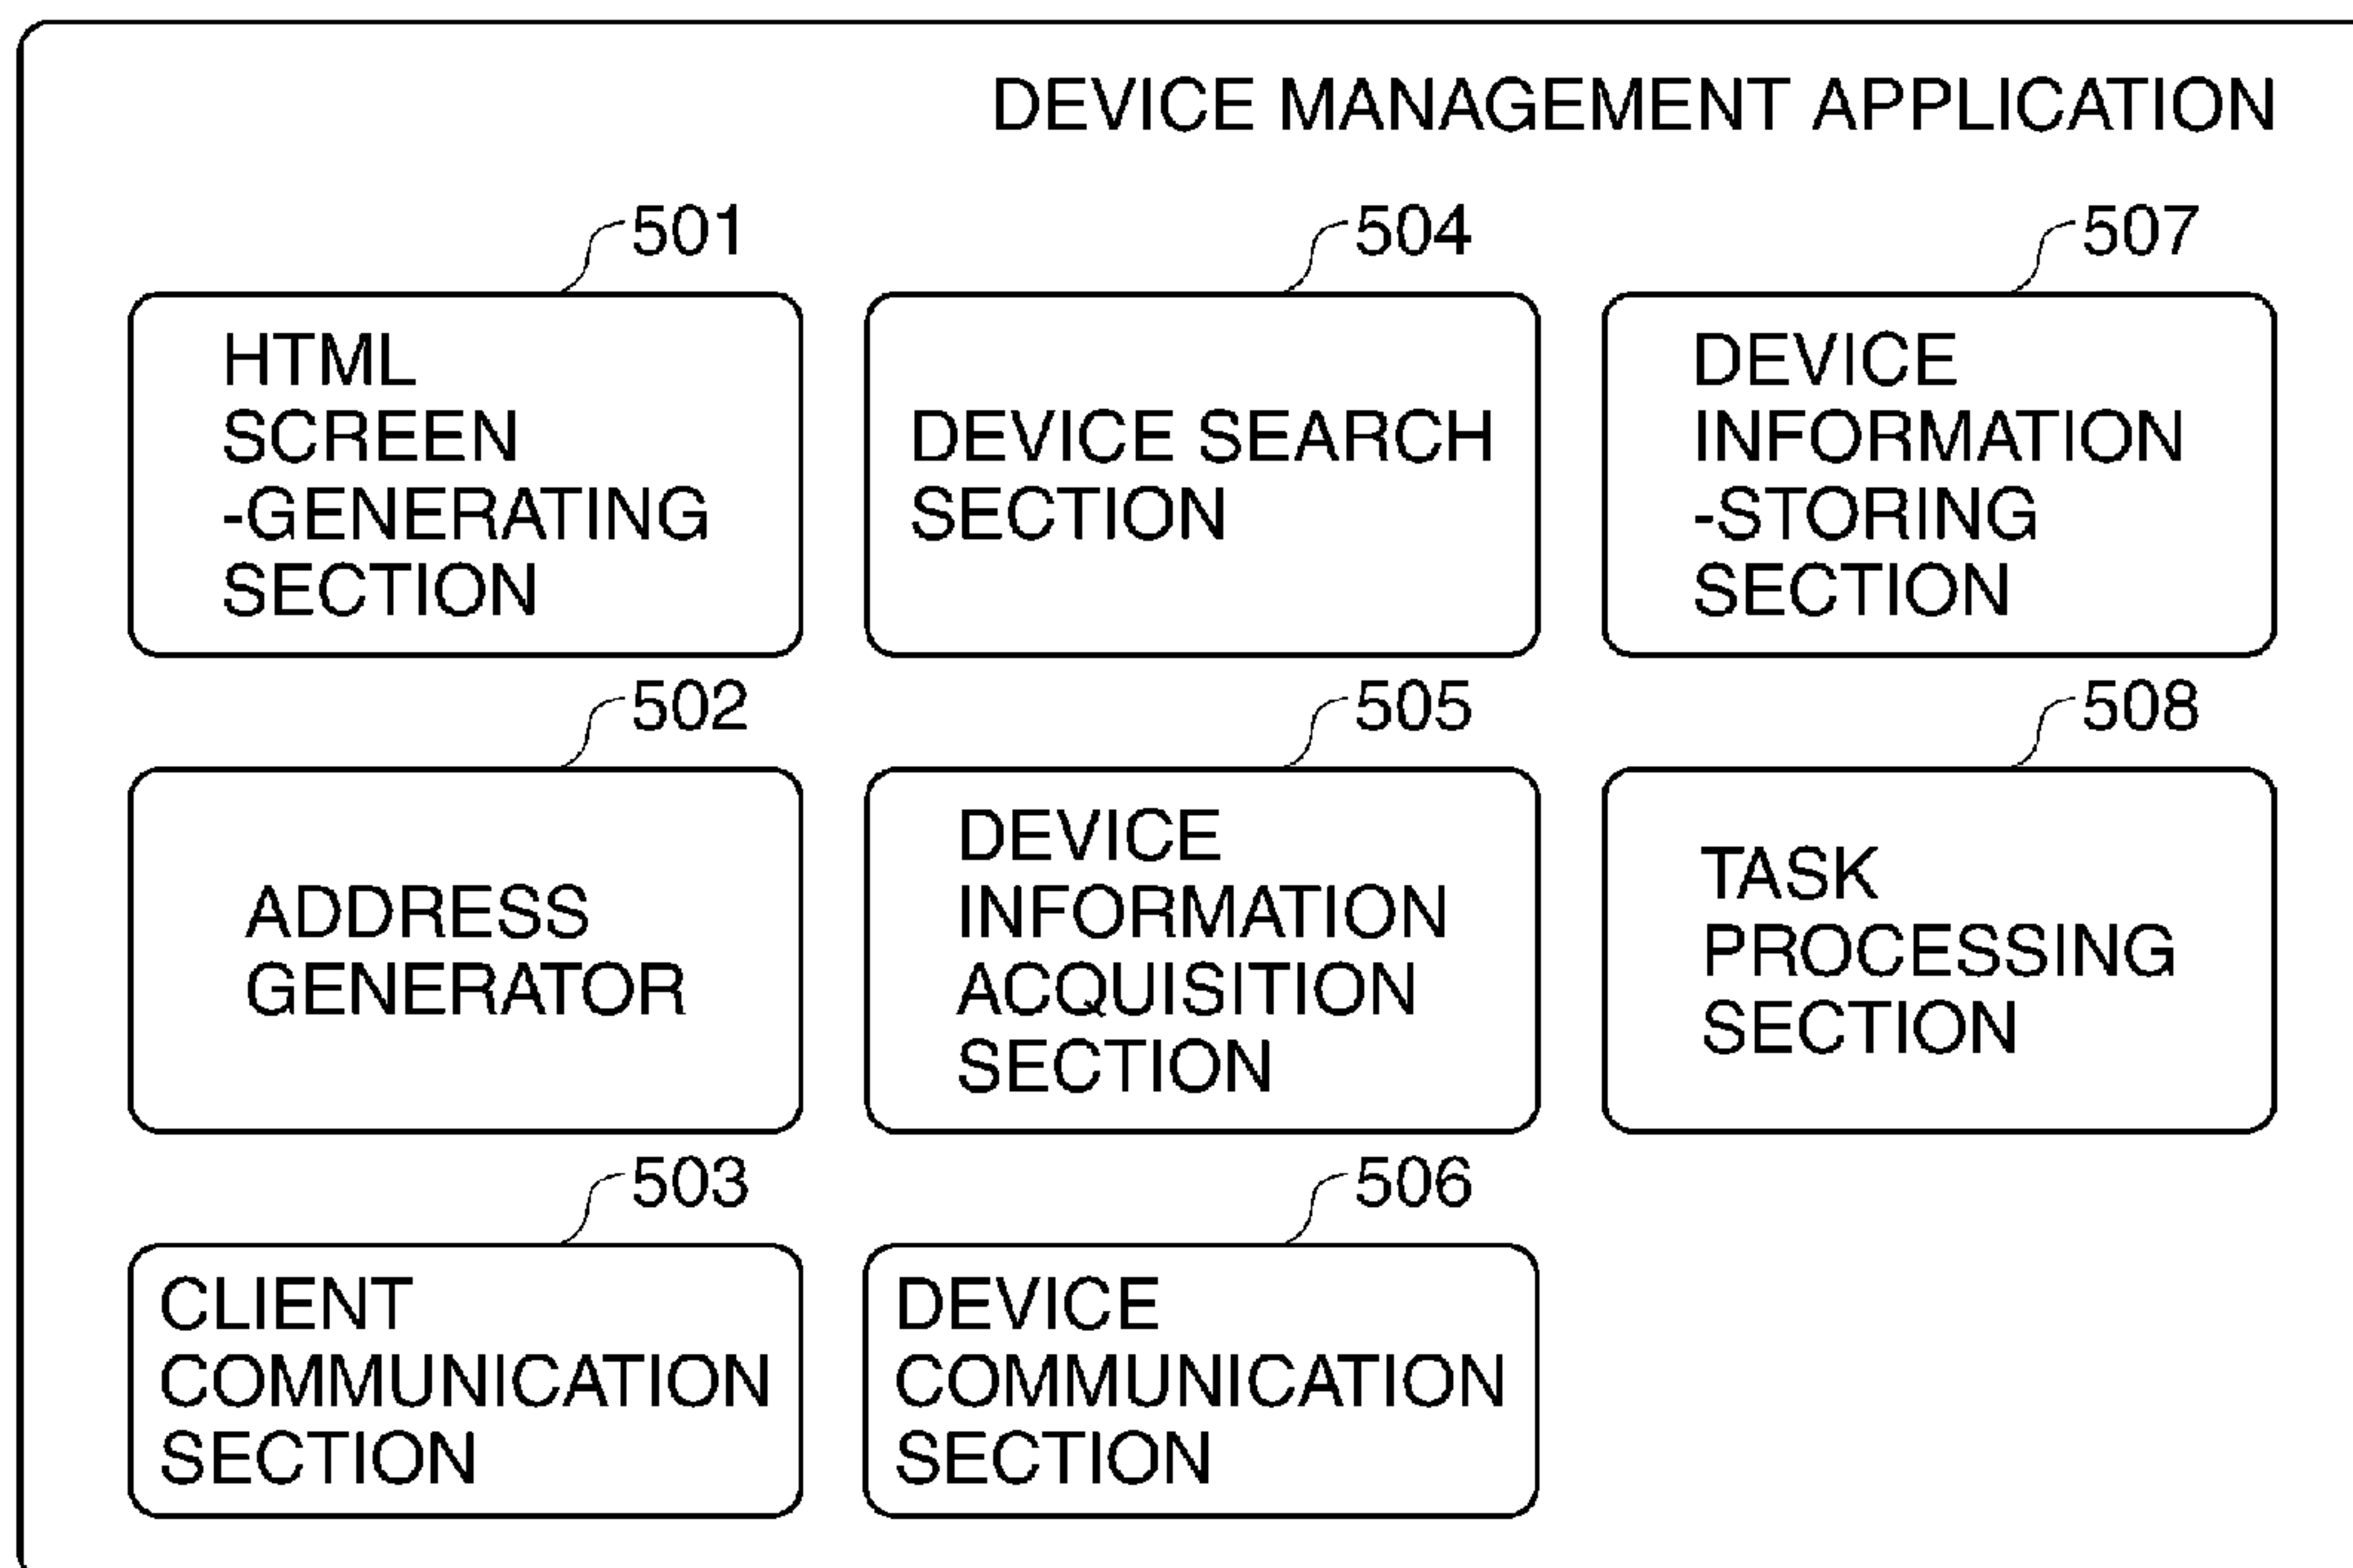 DEVICE MANAGEMENT APPLICATION
501
HTML
SCREEN
-GENERATING
SECTION
504
DEVICE SEARCH
SECTION
507
DEVICE
INFORMATION
-STORING
SECTION
502
ADDRESS
GENERATOR
505
DEVICE
INFORMATION
ACQUISITION
SECTION
508
TASK
PROCESSING
SECTION
503
CLIENT
COMMUNICATION
SECTION
506
DEVICE
COMMUNICATION
SECTION